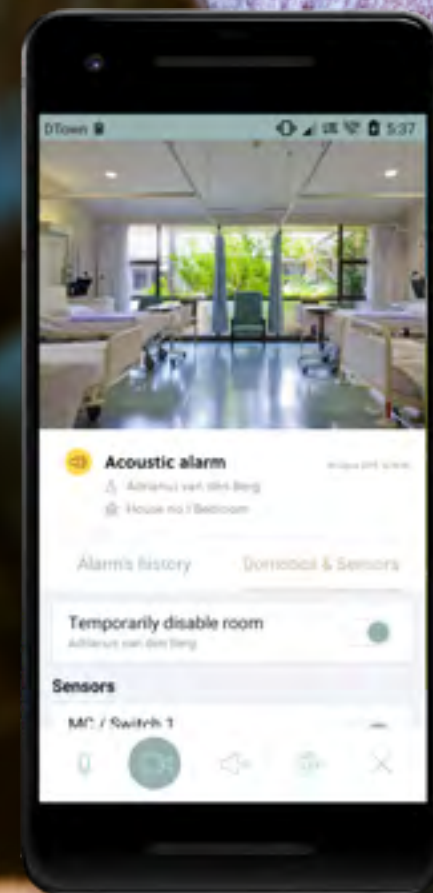 DTown 5:37
Acoustic alarm
Adrianus van den Berg
House no.1 Bedroom
Alarm's history Domotica & Sensors
Temporarily disable room
Adrianus van den Berg
Sensors
MC / Switch 1